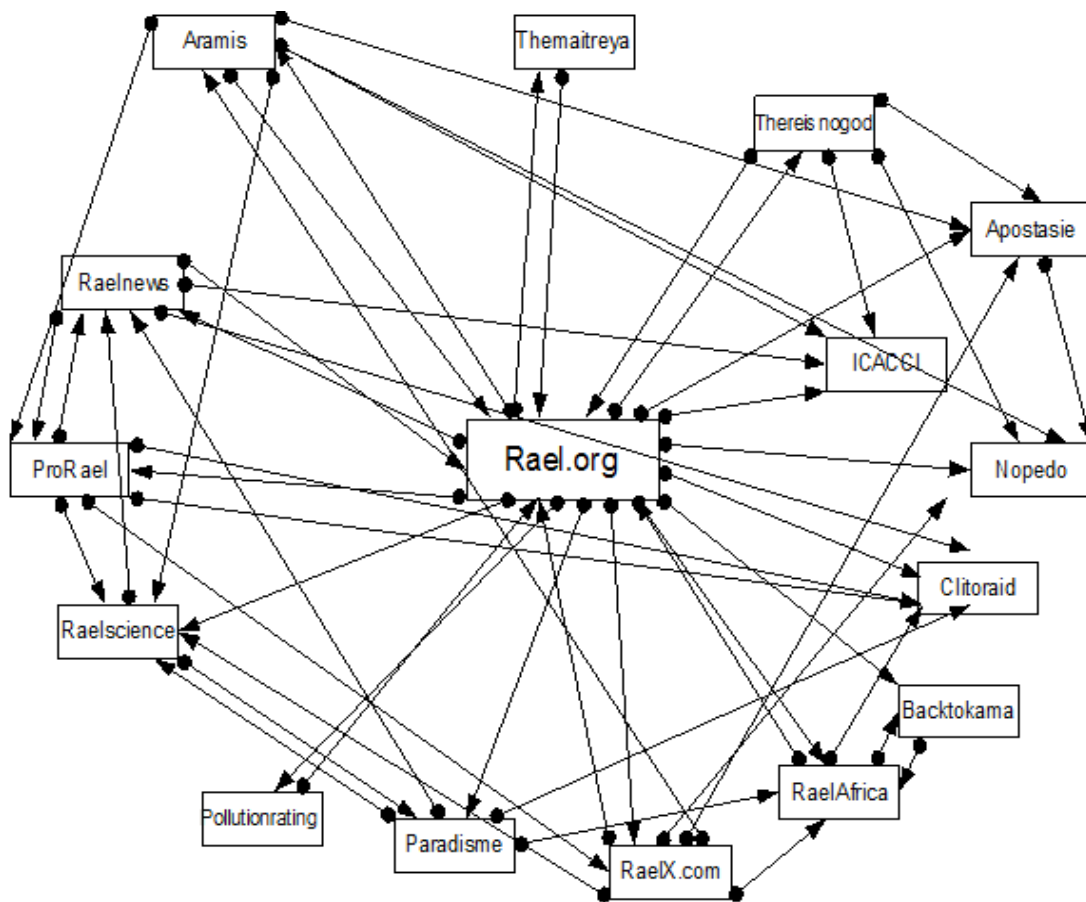 Aramis
Themaitreya
Thereisnogod
Apostasie
Raelnews
ICACCI
Rael.org
ProRael
Nopedo
Clitoraid
Raelscience
Backtokama
RaelAfrica
Pollutionrating
Paradisme
RaelX.com